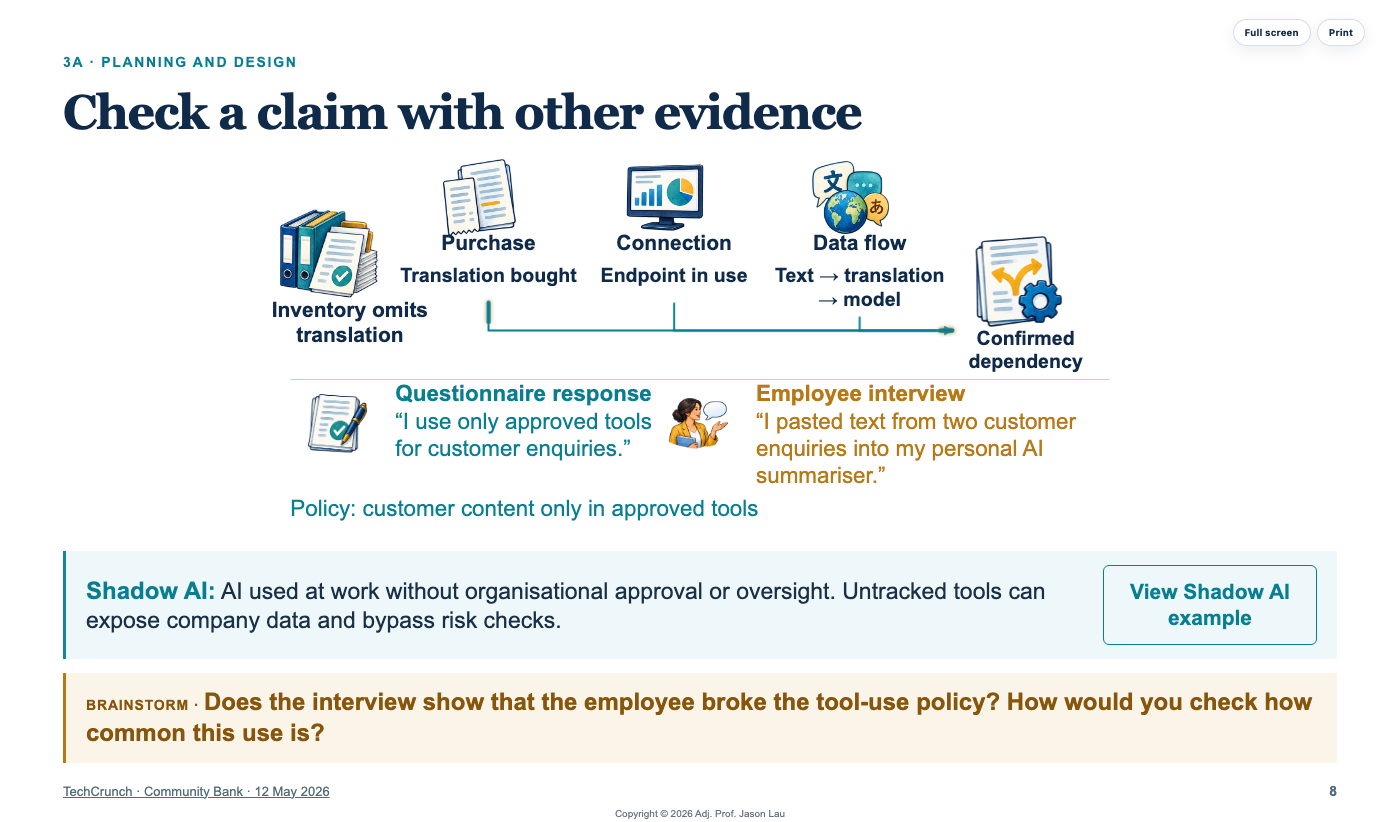 Full screen
Print
3A · PLANNING AND DESIGN
Check a claim with other evidence
文
あ
Purchase
Connection
Data flow
Translation bought
Endpoint in use
Text → translation
→ model
Inventory omits
translation
Confirmed
dependency
Questionnaire response
“I use only approved tools
for customer enquiries.”
Employee interview
“I pasted text from two customer
enquiries into my personal AI
summariser.”
Policy: customer content only in approved tools
Shadow AI: AI used at work without organisational approval or oversight. Untracked tools can
expose company data and bypass risk checks.
View Shadow AI
example
BRAINSTORM · Does the interview show that the employee broke the tool-use policy? How would you check how
common this use is?
TechCrunch · Community Bank · 12 May 2026
8
Copyright © 2026 Adj. Prof. Jason Lau